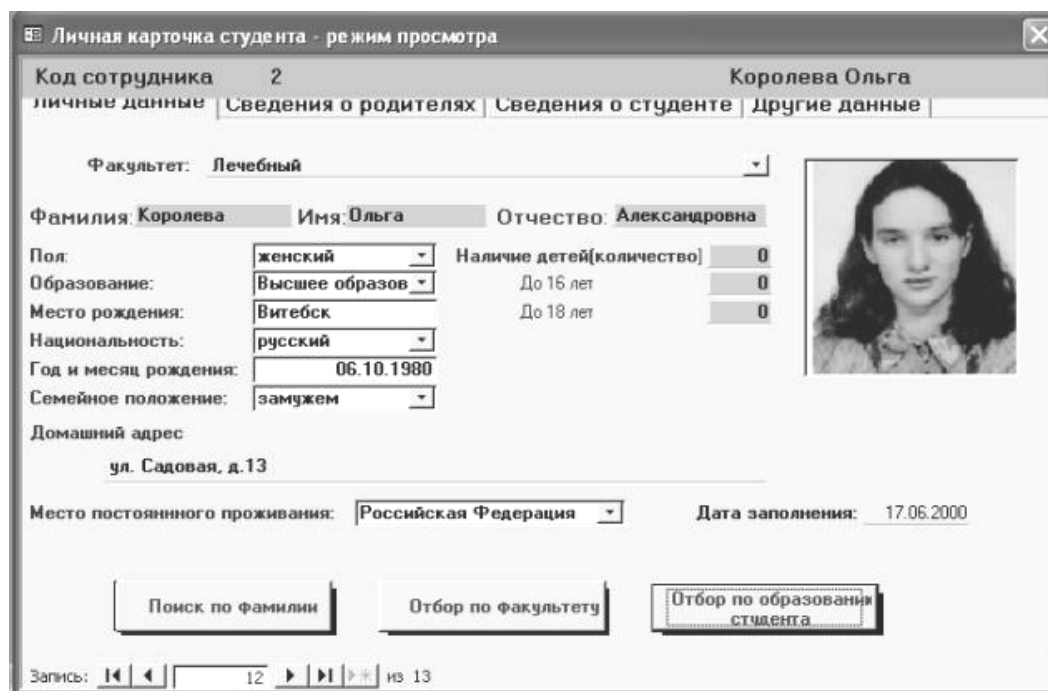 Личная карточка студента - режим просмотра
Код сотрудника 2 Королева Ольга
Личные данные Сведения о родителях Сведения о студенте Другие данные
Факультет: Лечебный
Фамилия: Королева Имя: Ольга Отчество: Александровна
Пол: женский Наличие детей(количество) 0
Образование: Высшее образов До 16 лет 0
Место рождения: Витебск До 18 лет 0
Национальность: русский
Год и месяц рождения: 06.10.1980
Семейное положение: замужем
Домашний адрес
ул. Садовая, д.13
Место постояннного проживания: Российская Федерация Дата заполнения: 17.06.2000
Поиск по фамилии Отбор по факультету Отбор по образовани
студента
Запись: 12 из 13